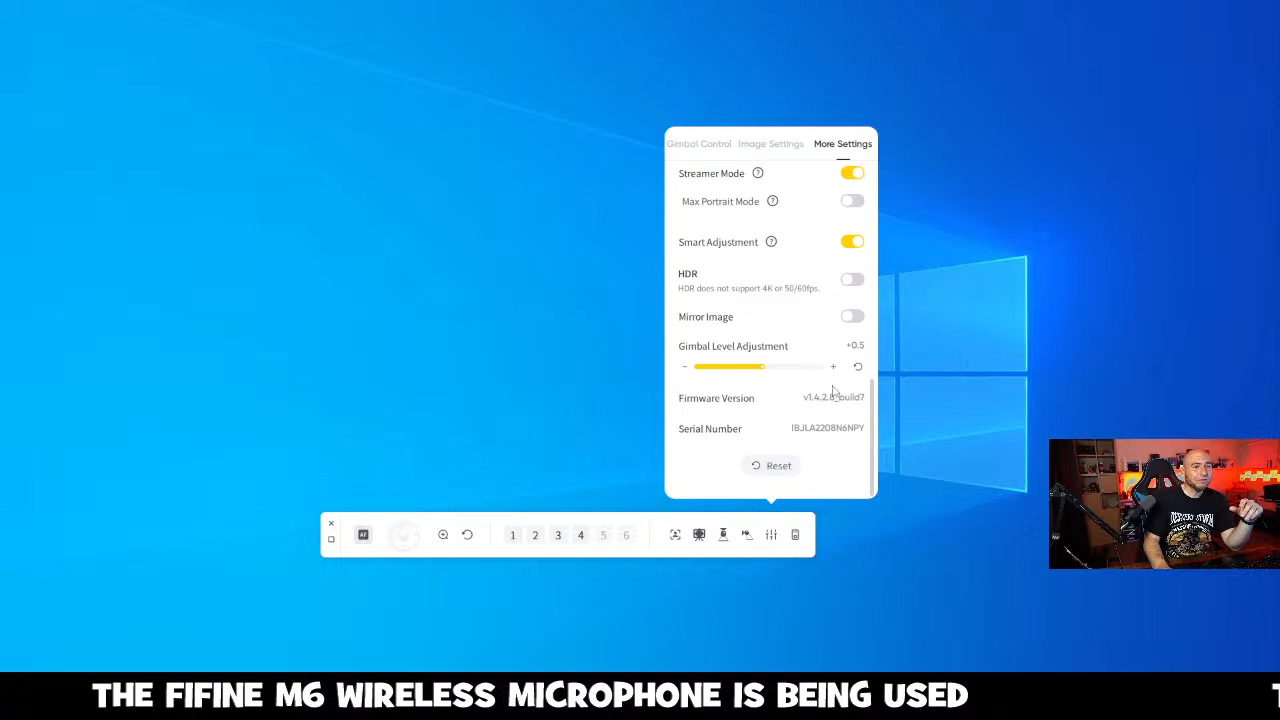 Gimbal Control Image Settings More Settings
Streamer Mode ?
Max Portrait Mode ?
Smart Adjustment ?
HDR
HDR does not support 4K or 50/60fps.
Mirror Image
Gimbal Level Adjustment +0.5
− +
Firmware Version
Serial Number IBJLA2208N6NPY
Reset
AF 1 2 3 4 5 6
THE FIFINE M6 WIRELESS MICROPHONE IS BEING USED